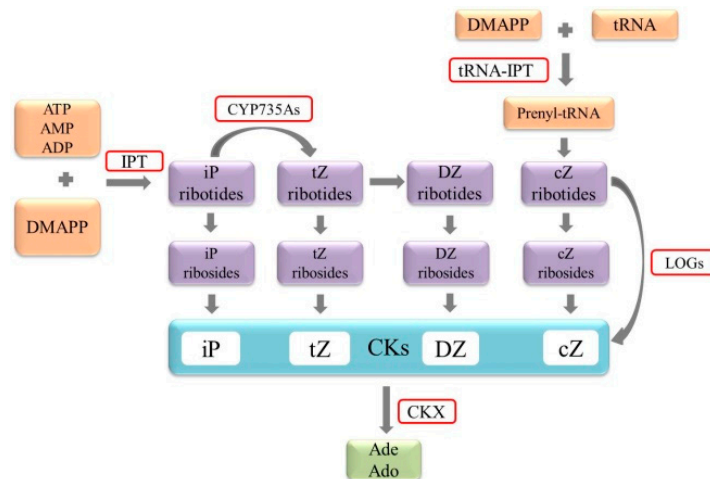 DMAPP
tRNA
tRNA-IPT
Prenyl-tRNA
ATP
AMP
ADP
DMAPP
IPT
CYP735As
iP
ribotides
tZ
ribotides
DZ
ribotides
cZ
ribotides
iP
ribosides
tZ
ribosides
DZ
ribosides
cZ
ribosides
LOGs
iP
tZ
CKs
DZ
cZ
CKX
Ade
Ado